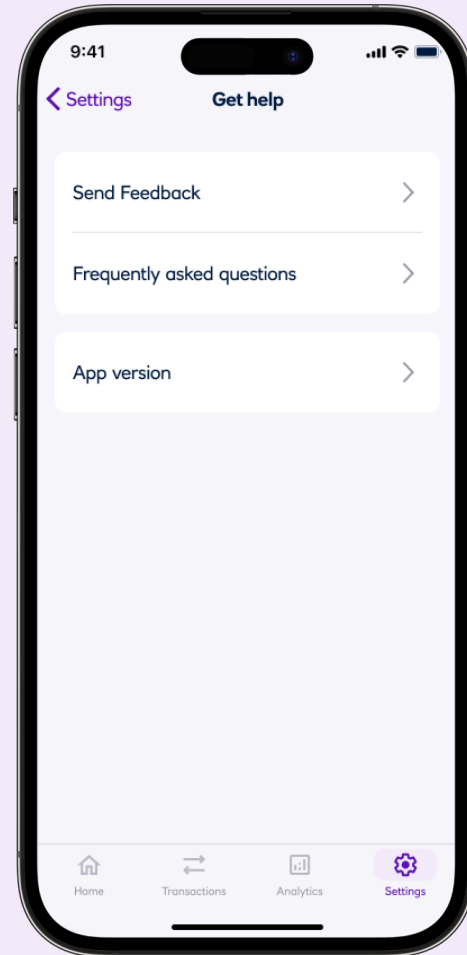 9:41
Settings
Get help
Send Feedback
Frequently asked questions
App version
Home
Transactions
Analytics
Settings